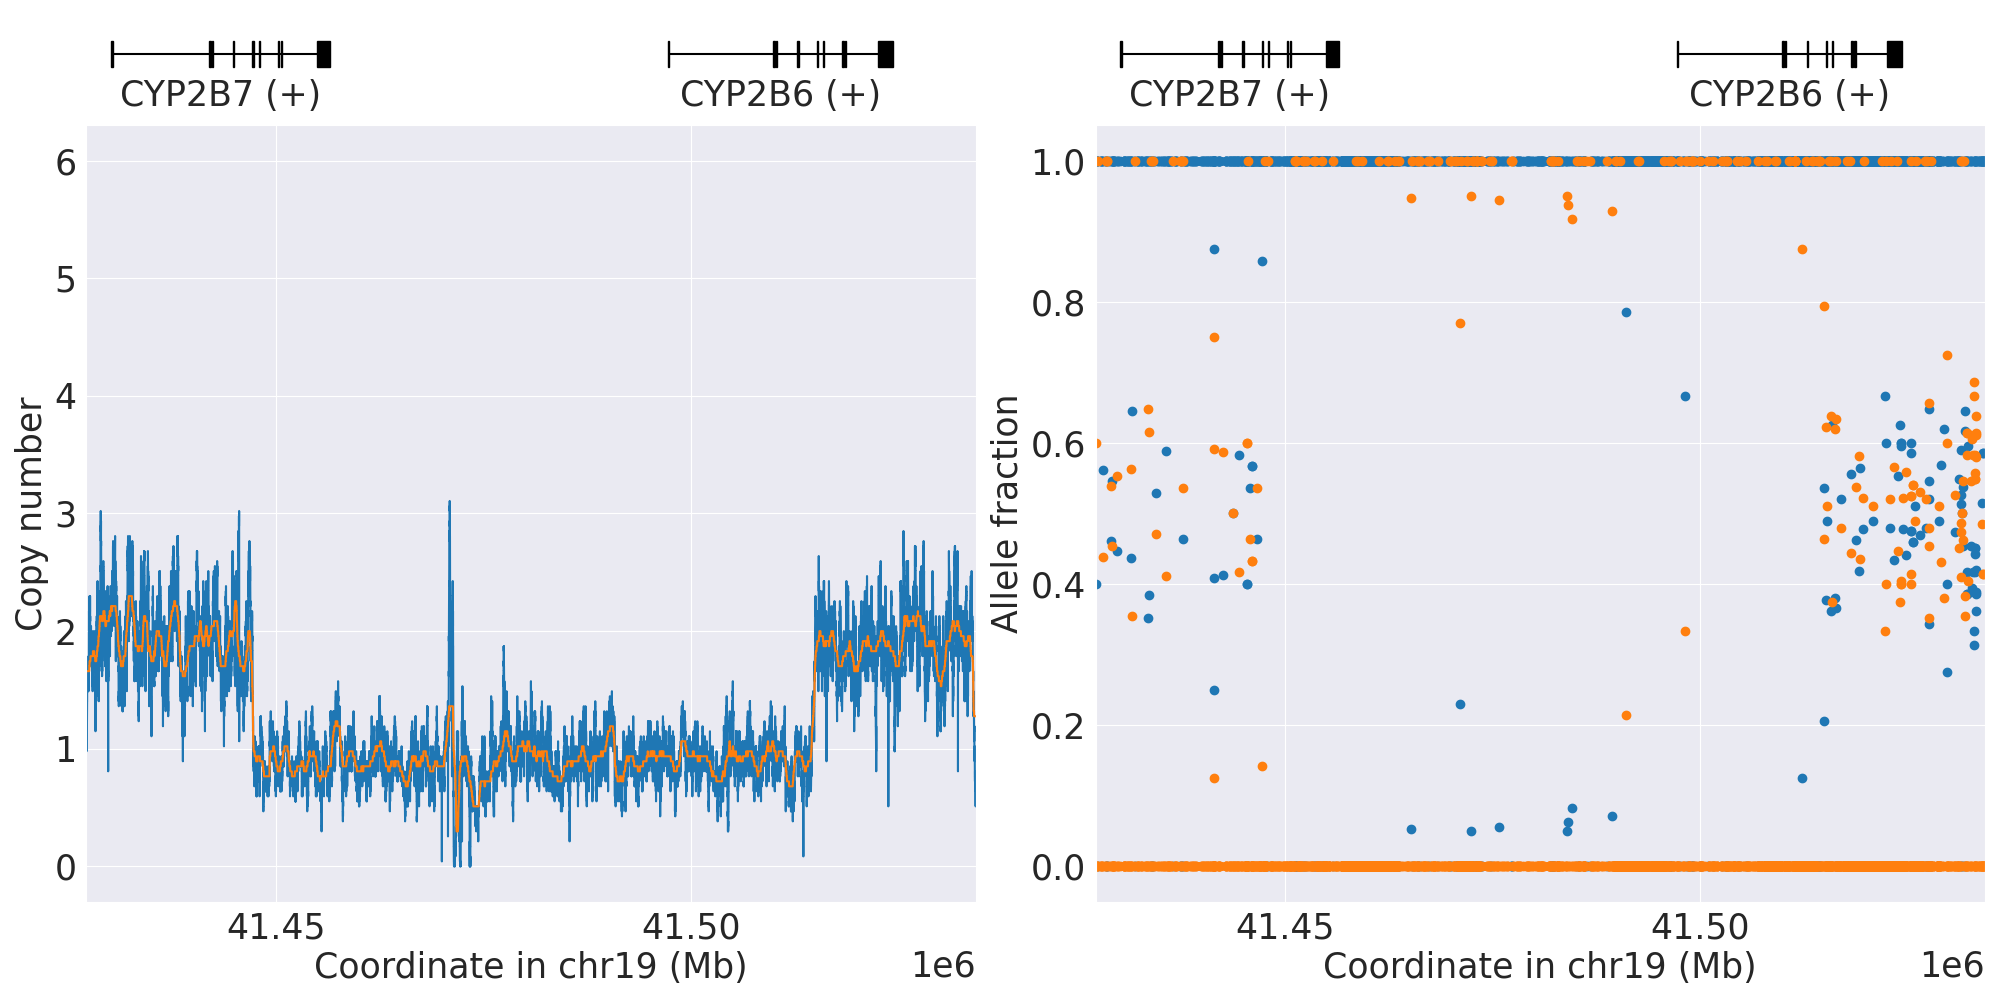 CYP2B7 (+)
CYP2B6 (+)
6
5
4
3
2
1
0
Copy number
41.45
41.50
Coordinate in chr19 (Mb)
1e6
CYP2B7 (+)
CYP2B6 (+)
1.0
0.8
0.6
0.4
0.2
0.0
Allele fraction
41.45
41.50
Coordinate in chr19 (Mb)
1e6